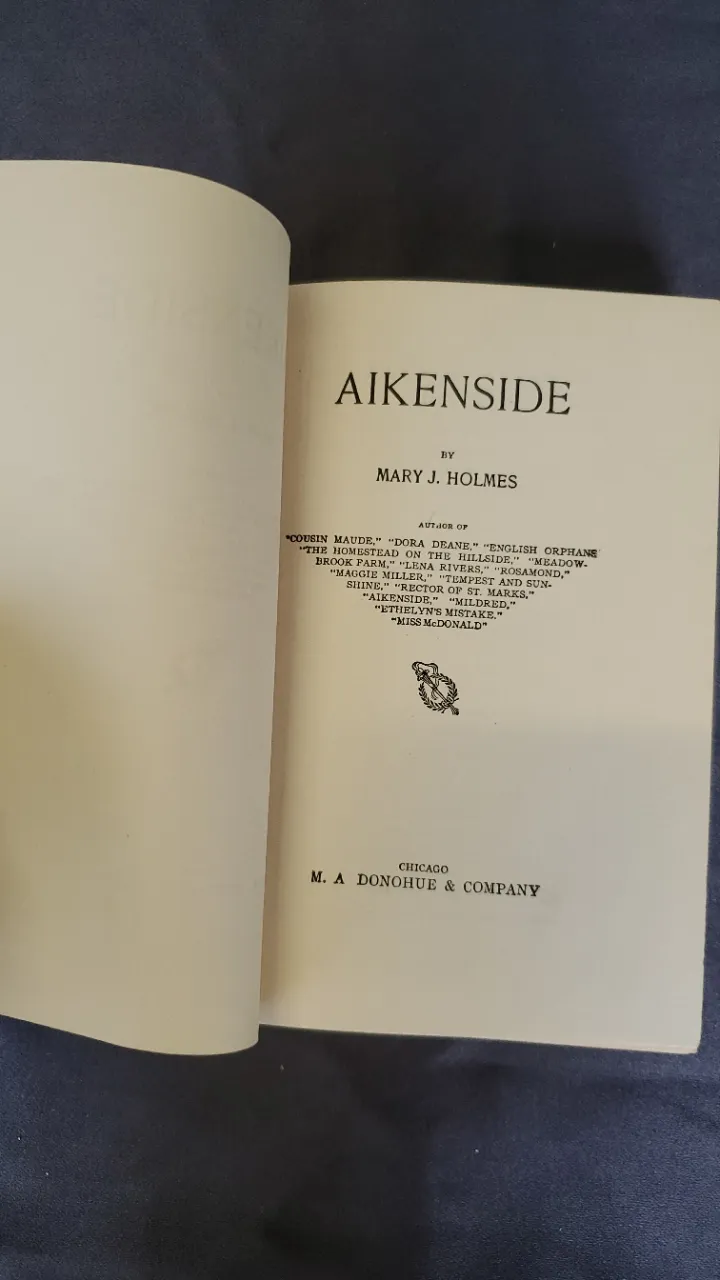 AIKENSIDE
BY
MARY J. HOLMES
AUTHOR OF
"COUSIN MAUDE," "DORA DEANE," "ENGLISH ORPHANS
"THE HOMESTEAD ON THE HILLSIDE," "MEADOW-
BROOK FARM," "LENA RIVERS," "ROSAMOND,"
"MAGGIE MILLER," "TEMPEST AND SUN-
SHINE," "RECTOR OF ST. MARKS,"
"AIKENSIDE," "MILDRED,"
"ETHELYN'S MISTAKE."
"MISS McDONALD"
CHICAGO
M. A DONOHUE & COMPANY